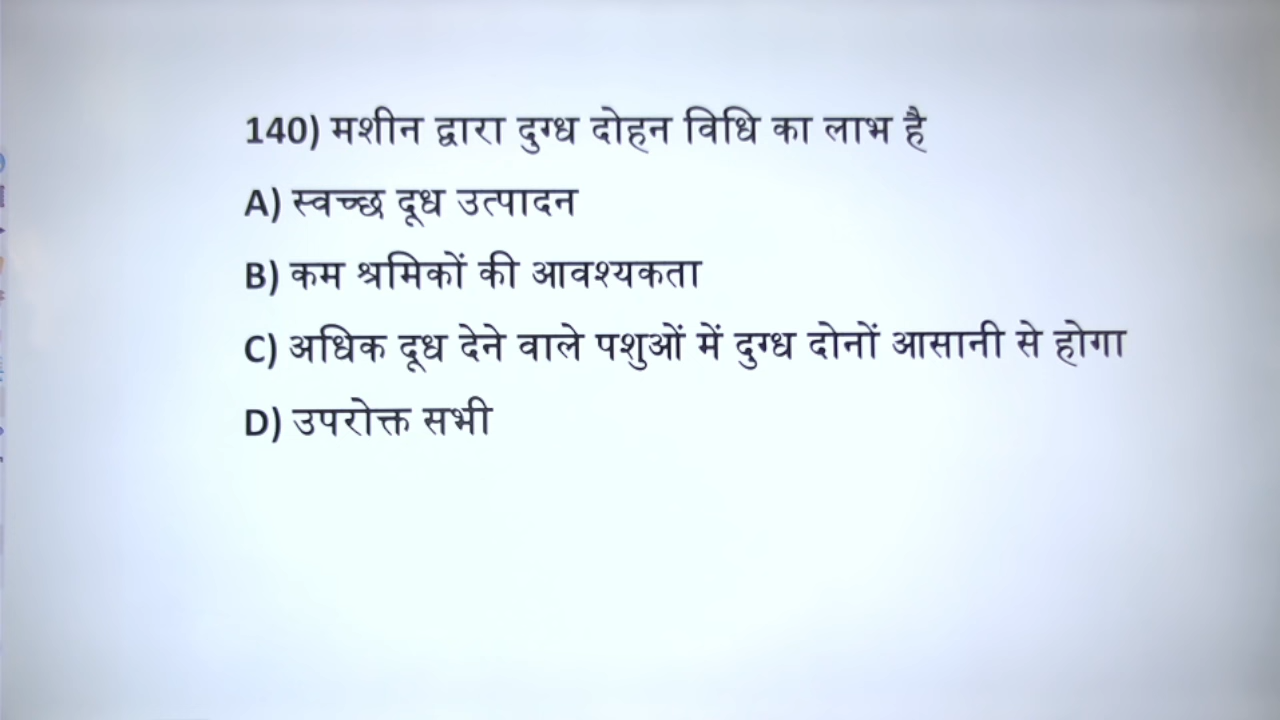 140) मशीन द्वारा दुग्ध दोहन विधि का लाभ है
A) स्वच्छ दूध उत्पादन
B) कम श्रमिकों की आवश्यकता
C) अधिक दूध देने वाले पशुओं में दुग्ध दोनों आसानी से होगा
D) उपरोक्त सभी